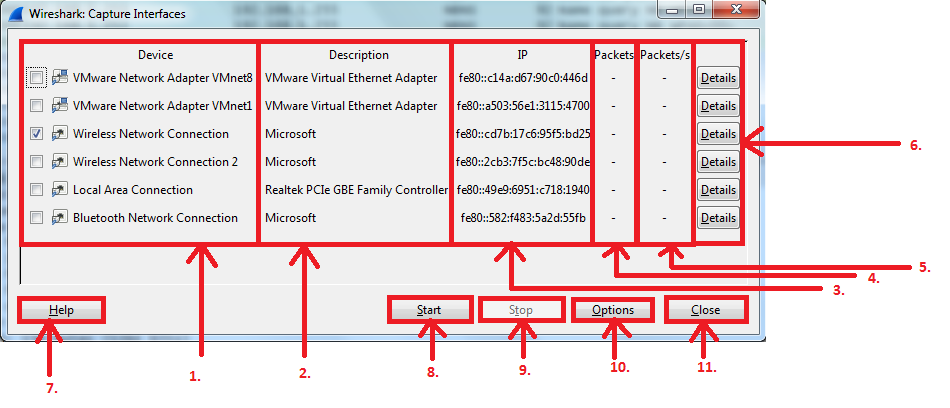 Wireshark: Capture Interfaces
Device Description IP Packets Packets/s
VMware Network Adapter VMnet8 VMware Virtual Ethernet Adapter fe80::c14a:d67:90c0:446d - - Details
VMware Network Adapter VMnet1 VMware Virtual Ethernet Adapter fe80::a503:56e1:3115:4700 - - Details
Wireless Network Connection Microsoft fe80::cd7b:17c6:95f5:bd25 - - Details
Wireless Network Connection 2 Microsoft fe80::2cb3:7f5c:bc48:90de - - Details
Local Area Connection Realtek PCIe GBE Family Controller fe80::49e9:6951:c718:1940 - - Details
Bluetooth Network Connection Microsoft fe80::582:f483:5a2d:55fb - - Details
6.
5.
4.
3.
Help Start Stop Options Close
7. 1. 2. 8. 9. 10. 11.